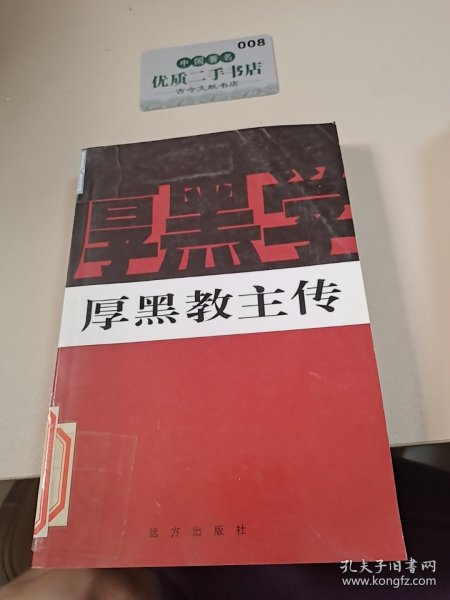 008
中国著名
优质二手书店
古今文献书店
厚黑学
厚黑教主传
远方出版社
孔夫子旧书网
www.kongfz.com